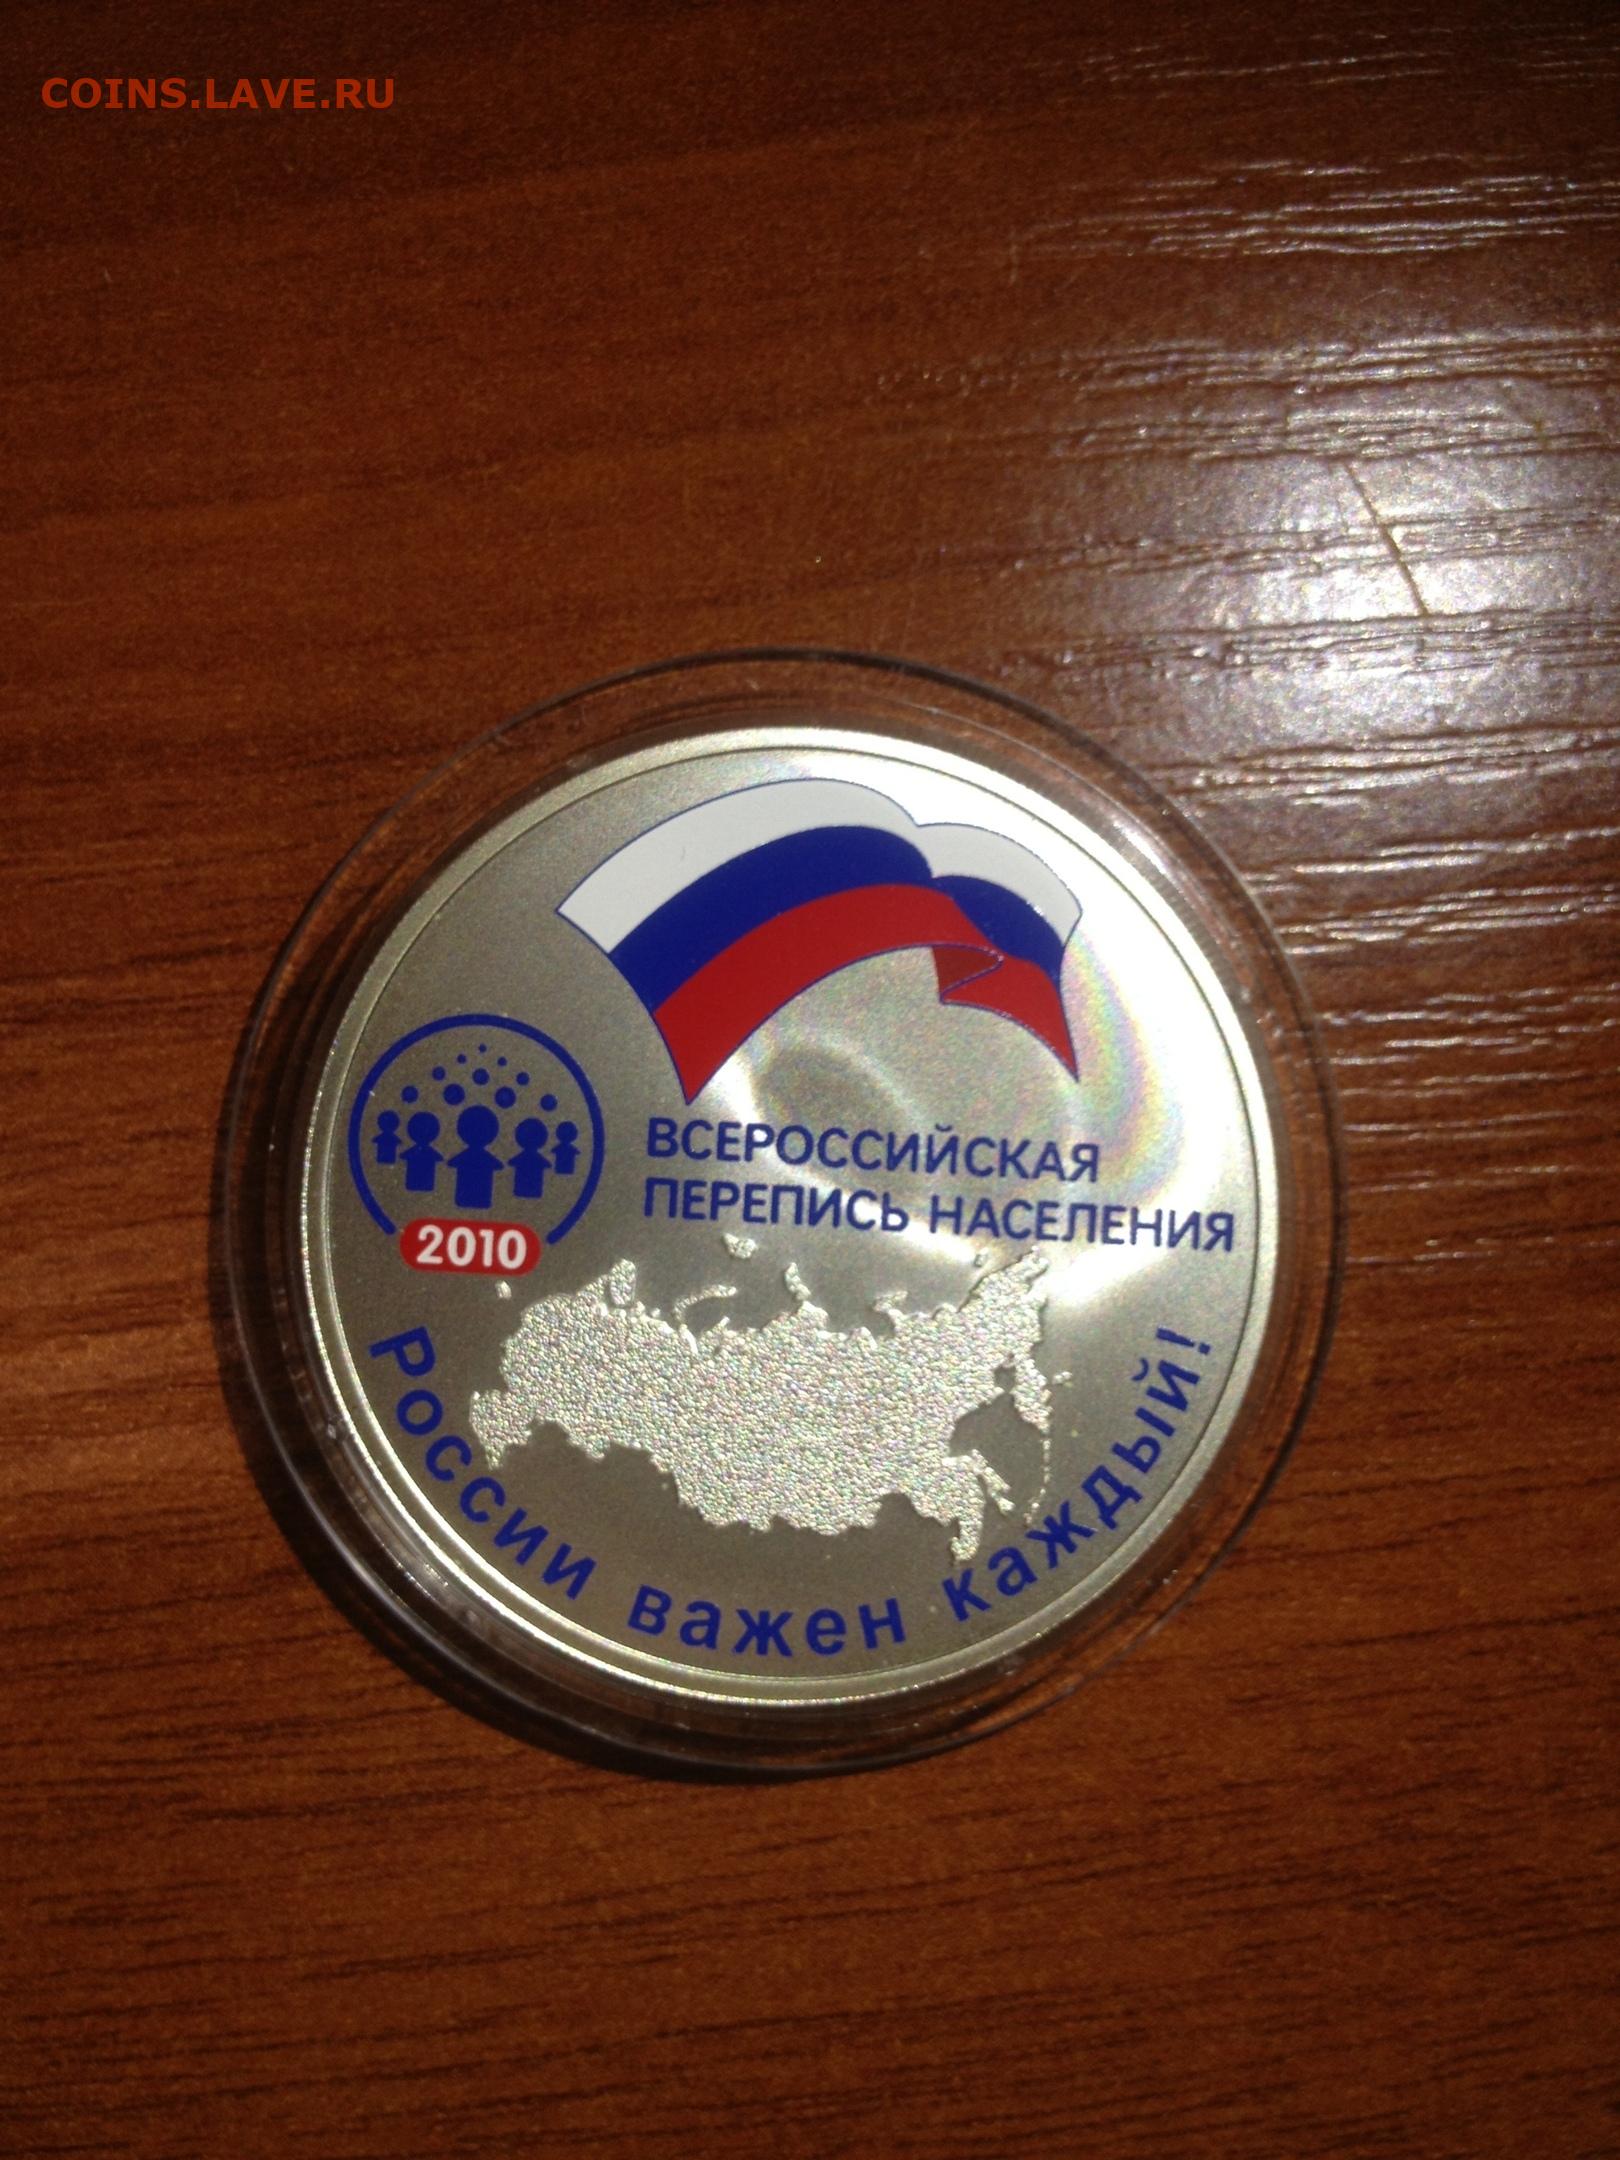 COINS.LAVE.RU
ВСЕРОССИЙСКАЯ
ПЕРЕПИСЬ НАСЕЛЕНИЯ
2010
России важен каждый!